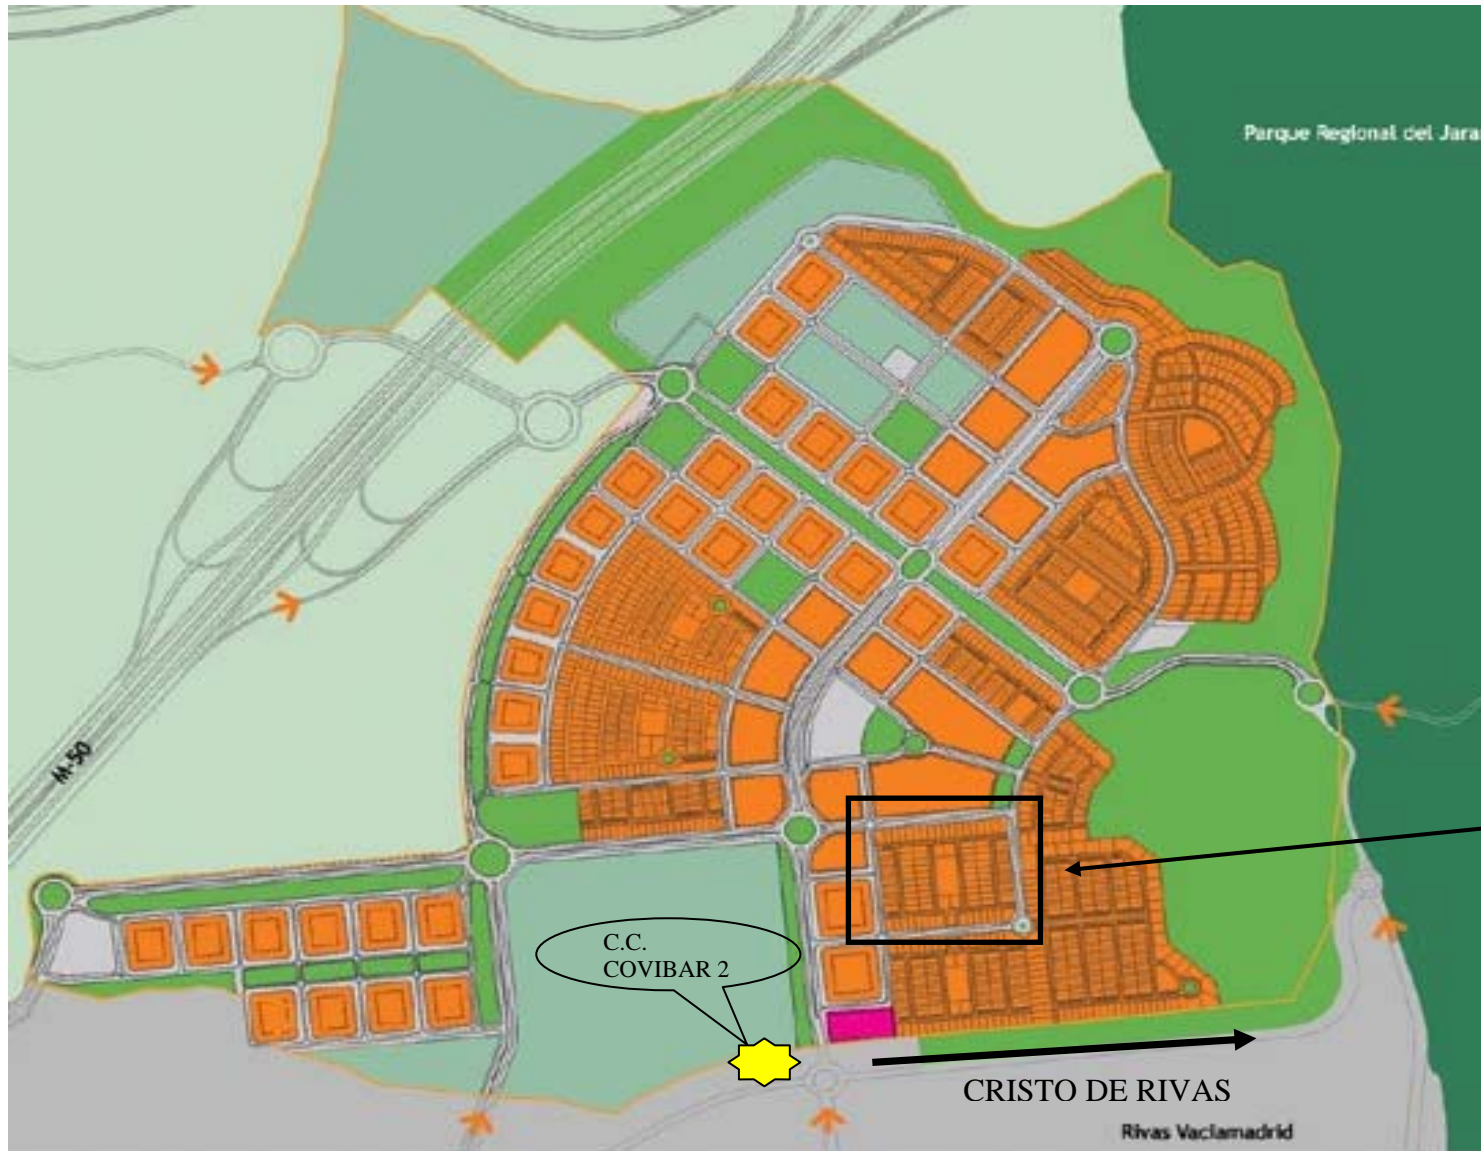 Parque Regional del Jara
M-50
C.C.
COVIBAR 2
CRISTO DE RIVAS
Rivas Vaciamadrid